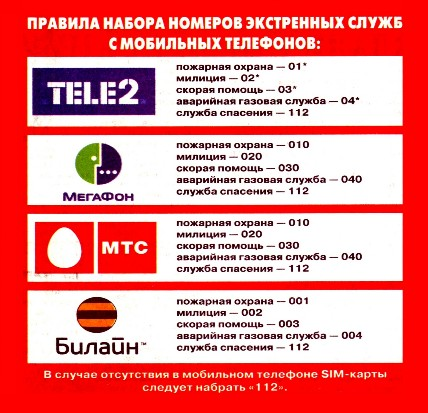 ПРАВИЛА НАБОРА НОМЕРОВ ЭКСТРЕННЫХ СЛУЖБ
С МОБИЛЬНЫХ ТЕЛЕФОНОВ:
TELE2
пожарная охрана — 01*
милиция — 02*
скорая помощь — 03*
аварийная газовая служба — 04*
служба спасения — 112
МЕГАФОН
пожарная охрана — 010
милиция — 020
скорая помощь — 030
аварийная газовая служба — 040
служба спасения — 112
МТС
пожарная охрана — 010
милиция — 020
скорая помощь — 030
аварийная газовая служба — 040
служба спасения — 112
Билайн™
пожарная охрана — 001
милиция — 002
скорая помощь — 003
аварийная газовая служба — 004
служба спасения — 112
В случае отсутствия в мобильном телефоне SIM-карты
следует набрать «112».